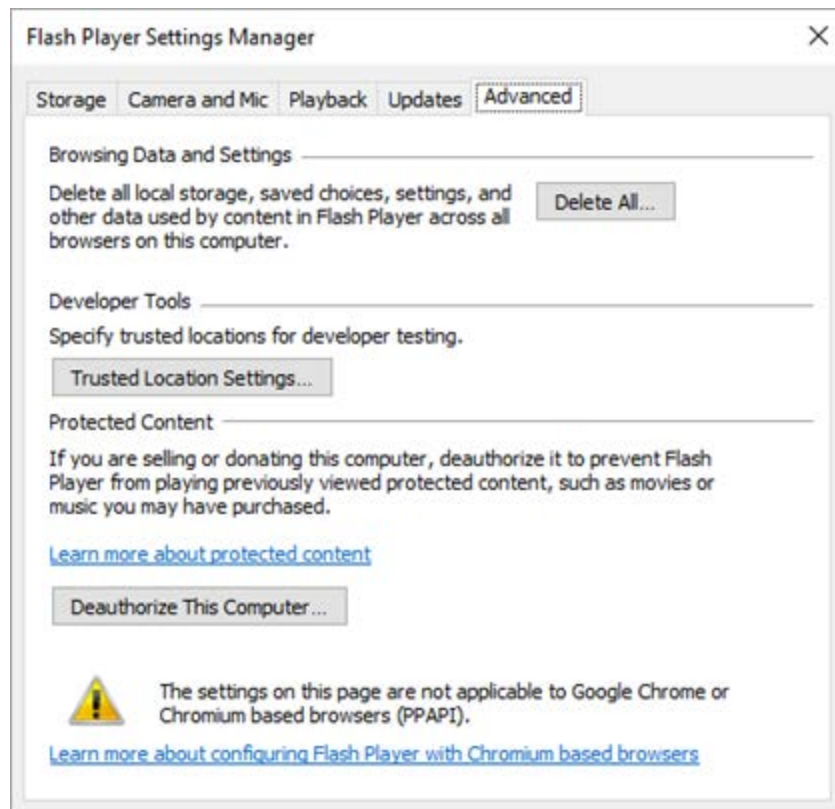 Flash Player Settings Manager
Storage Camera and Mic Playback Updates Advanced
Browsing Data and Settings
Delete all local storage, saved choices, settings, and
other data used by content in Flash Player across all
browsers on this computer.
Delete All...
Developer Tools
Specify trusted locations for developer testing.
Trusted Location Settings...
Protected Content
If you are selling or donating this computer, deauthorize it to prevent Flash
Player from playing previously viewed protected content, such as movies or
music you may have purchased.
Learn more about protected content
Deauthorize This Computer...
The settings on this page are not applicable to Google Chrome or
Chromium based browsers (PPAPI).
Learn more about configuring Flash Player with Chromium based browsers